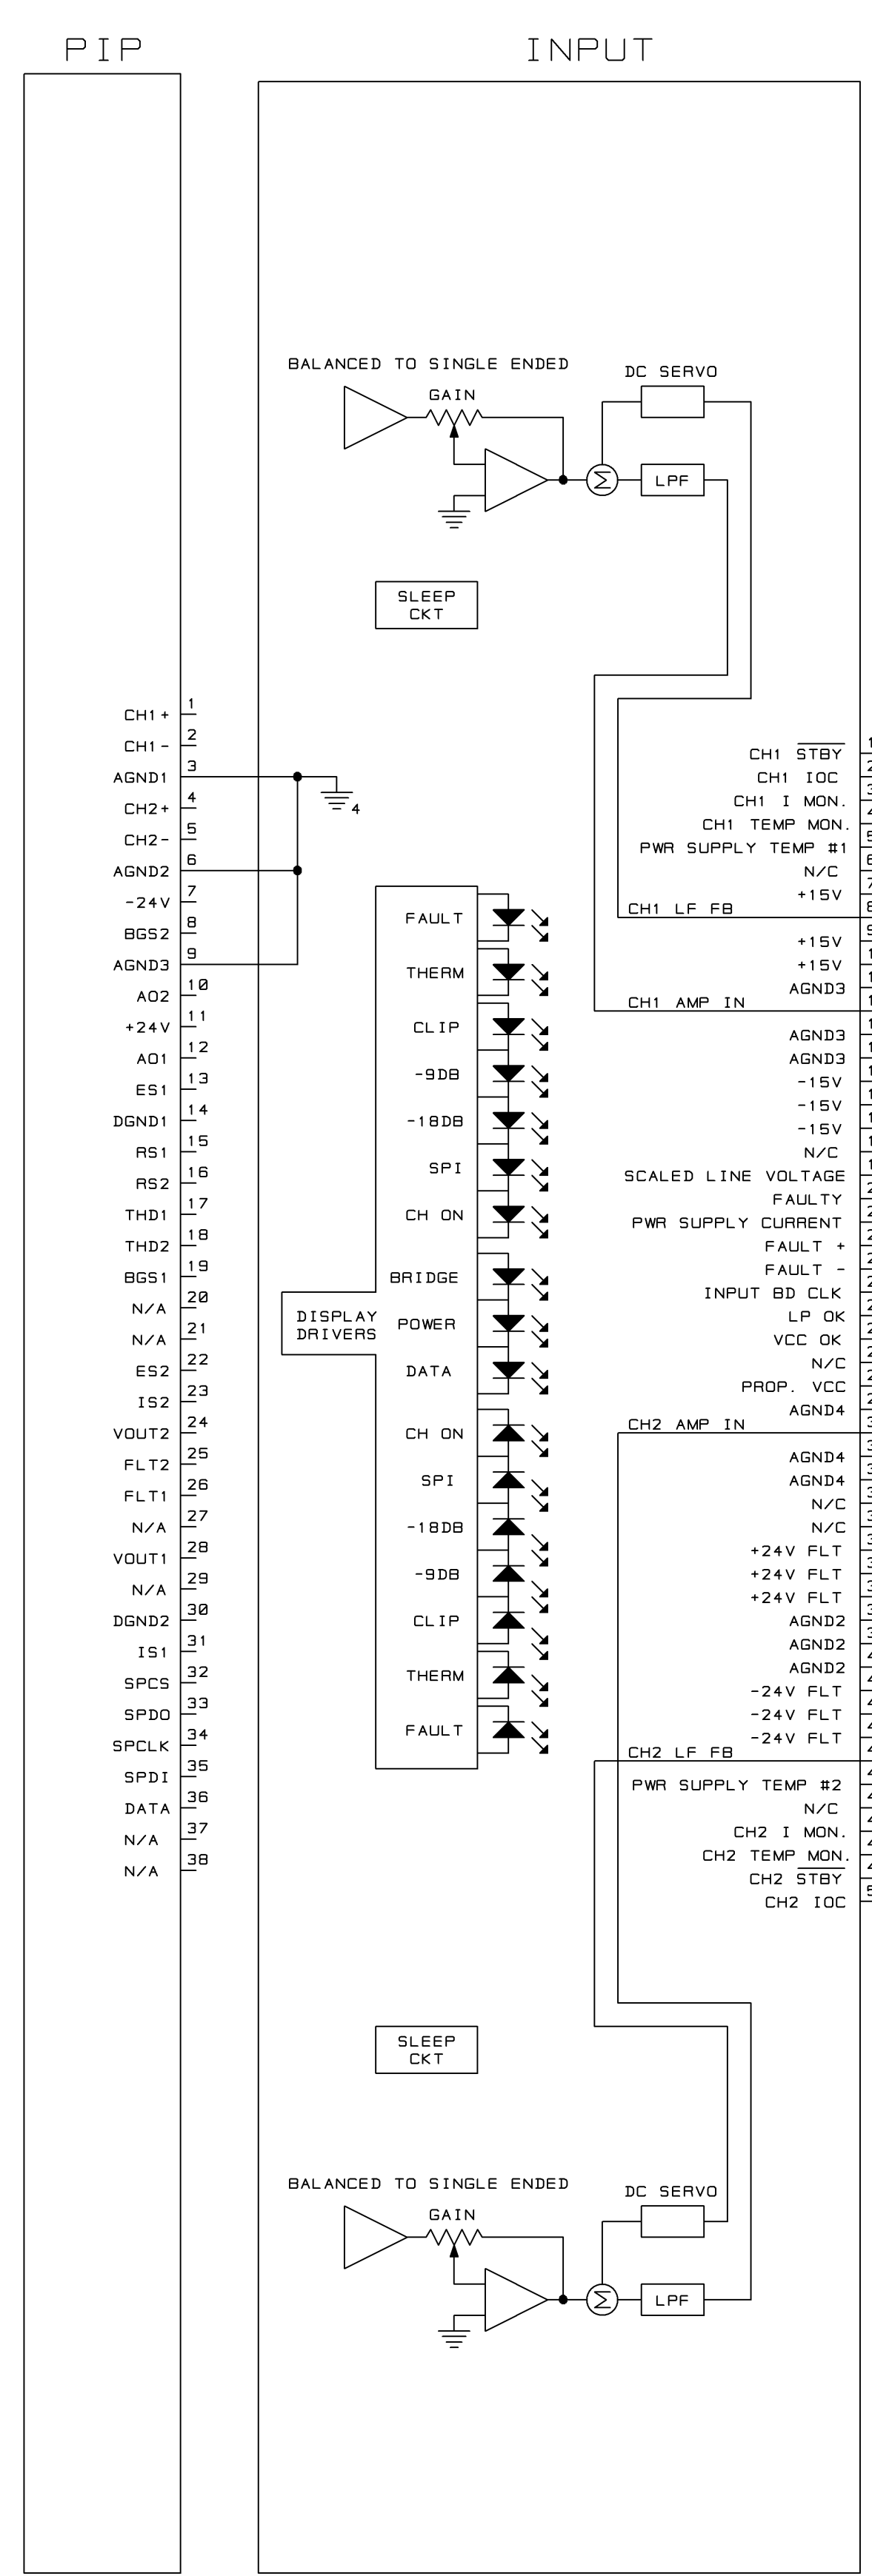 PIP
INPUT
BALANCED TO SINGLE ENDED
DC SERVO
GAIN
Σ
LPF
SLEEP
CKT
CH1+ 1
CH1- 2
AGND1 3
4
CH2+ 4
CH2- 5
AGND2 6
-24V 7
BGS2 8
AGND3 9
AO2 10
+24V 11
AO1 12
ES1 13
DGND1 14
RS1 15
RS2 16
THD1 17
THD2 18
BGS1 19
N/A 20
N/A 21
ES2 22
IS2 23
VOUT2 24
FLT2 25
FLT1 26
N/A 27
VOUT1 28
N/A 29
DGND2 30
IS1 31
SPCS 32
SPDO 33
SPCLK 34
SPDI 35
DATA 36
N/A 37
N/A 38
FAULT
THERM
CLIP
-9DB
-18DB
SPI
CH ON
BRIDGE
DISPLAY
DRIVERS
POWER
DATA
CH ON
SPI
-18DB
-9DB
CLIP
THERM
FAULT
CH1 STBY 1
CH1 IOC 2
CH1 I MON. 3
CH1 TEMP MON. 4
PWR SUPPLY TEMP #1 5
N/C 6
+15V 7
CH1 LF FB 8
+15V 9
+15V
AGND3
CH1 AMP IN
AGND3
AGND3
-15V
-15V
-15V
N/C
SCALED LINE VOLTAGE
FAULTY
PWR SUPPLY CURRENT
FAULT +
FAULT -
INPUT BD CLK
LP OK
VCC OK
N/C
PROP. VCC
AGND4
CH2 AMP IN
AGND4
AGND4
N/C
N/C
+24V FLT
+24V FLT
+24V FLT
AGND2
AGND2
AGND2
-24V FLT
-24V FLT
-24V FLT
CH2 LF FB
PWR SUPPLY TEMP #2
N/C
CH2 I MON.
CH2 TEMP MON.
CH2 STBY
CH2 IOC
SLEEP
CKT
BALANCED TO SINGLE ENDED
DC SERVO
GAIN
Σ
LPF